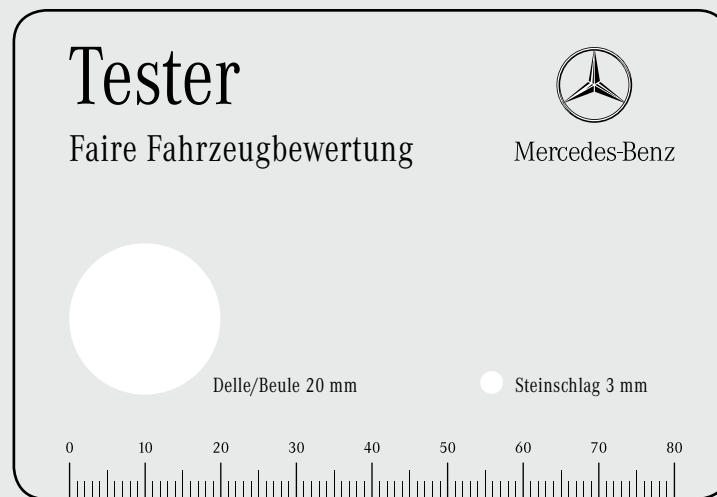 Tester
Faire Fahrzeugbewertung
Mercedes-Benz
Delle/Beule 20 mm
Steinschlag 3 mm
0 10 20 30 40 50 60 70 80